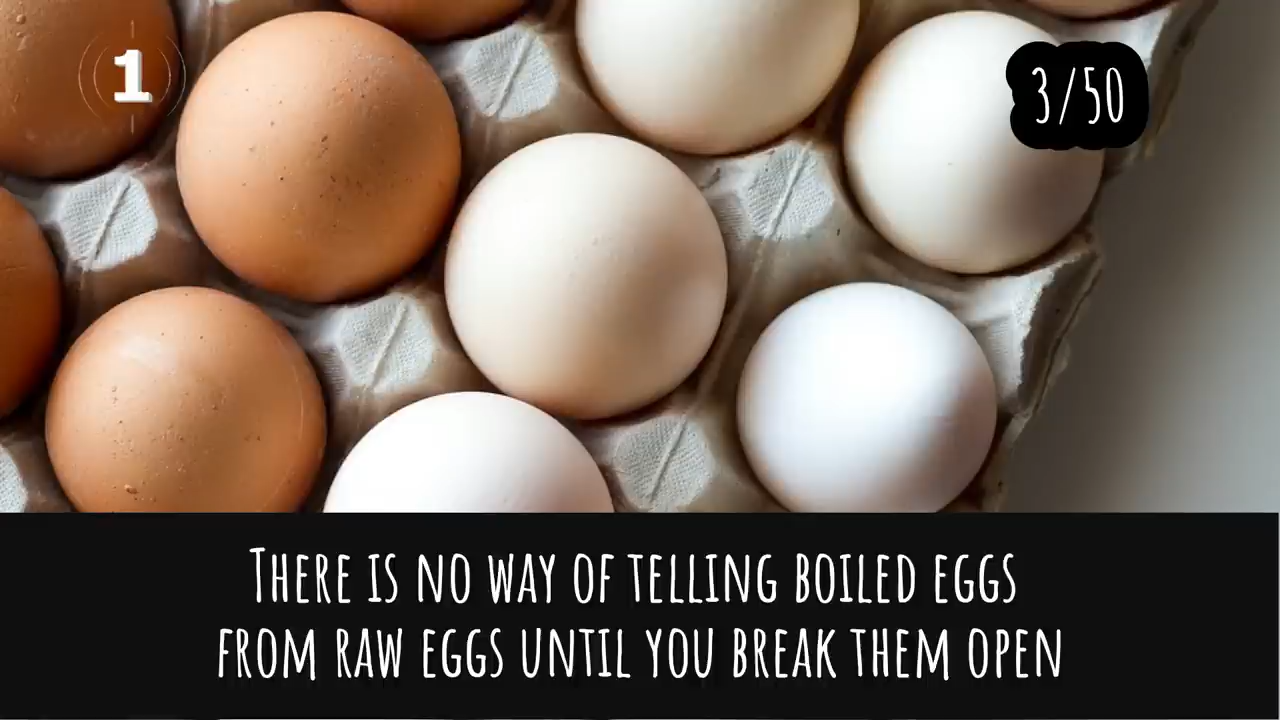 1
3/50
There is no way of telling boiled eggs
from raw eggs until you break them open